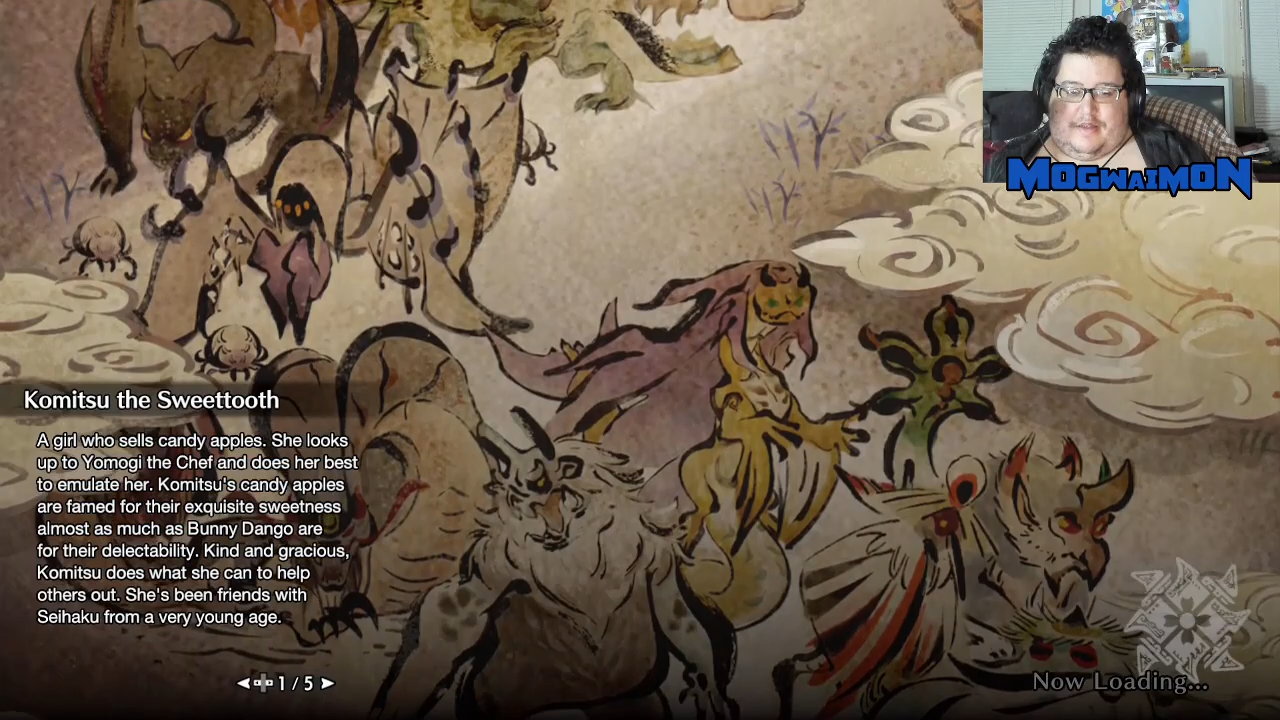 MOGWAIMON
Komitsu the Sweettooth
A girl who sells candy apples. She looks
up to Yomogi the Chef and does her best
to emulate her. Komitsu's candy apples
are famed for their exquisite sweetness
almost as much as Bunny Dango are
for their delectability. Kind and gracious,
Komitsu does what she can to help
others out. She's been friends with
Seihaku from a very young age.
1 / 5
Now Loading...